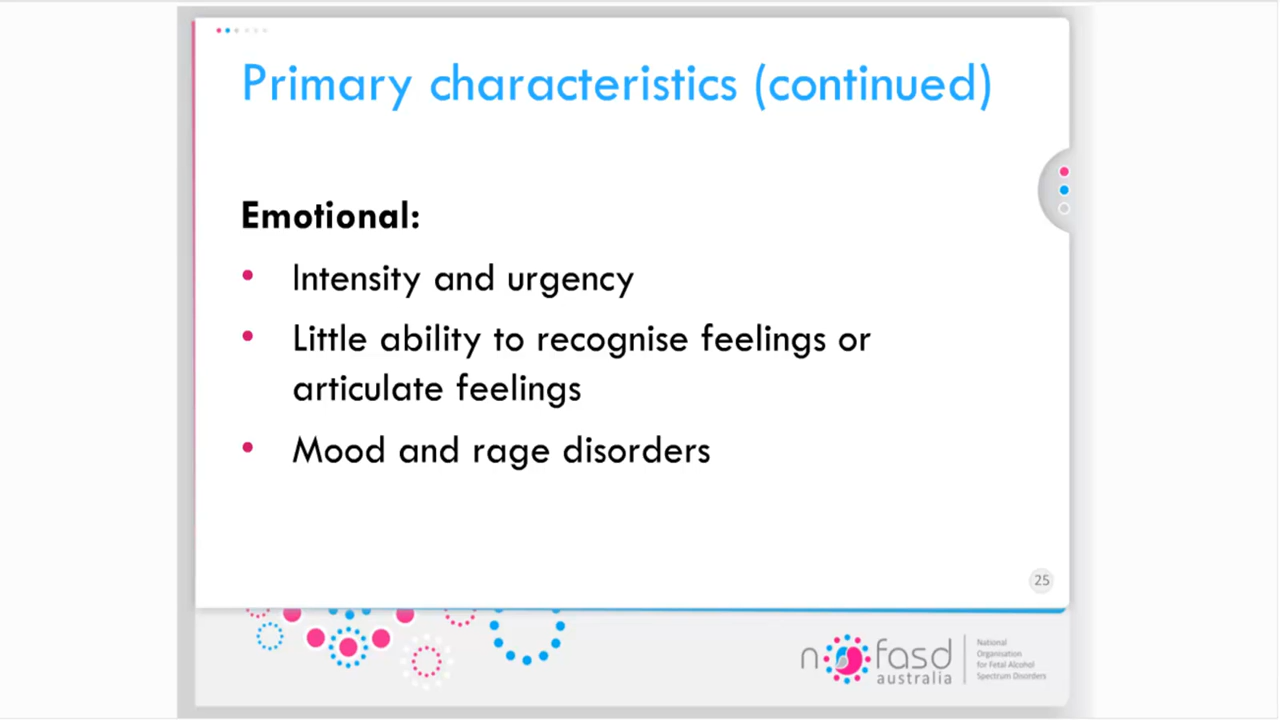 Primary characteristics (continued)
Emotional:
• Intensity and urgency
• Little ability to recognise feelings or
articulate feelings
• Mood and rage disorders
25
nofasd
australia
National
Organisation
for Fetal Alcohol
Spectrum Disorders